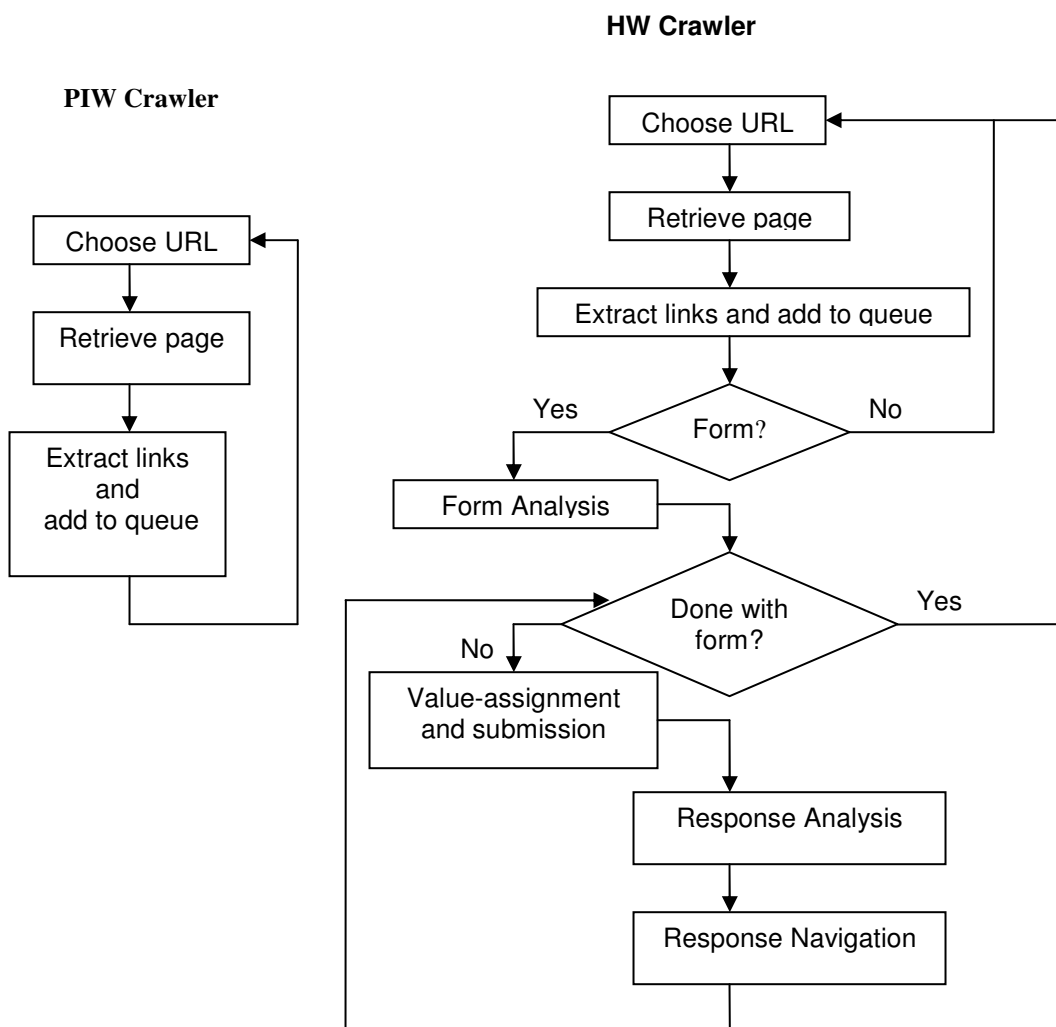 HW Crawler
PIW Crawler
Choose URL
Retrieve page
Extract links
and
add to queue
Choose URL
Retrieve page
Extract links and add to queue
Yes
Form?
No
Form Analysis
Done with
form?
Yes
No
Value-assignment
and submission
Response Analysis
Response Navigation